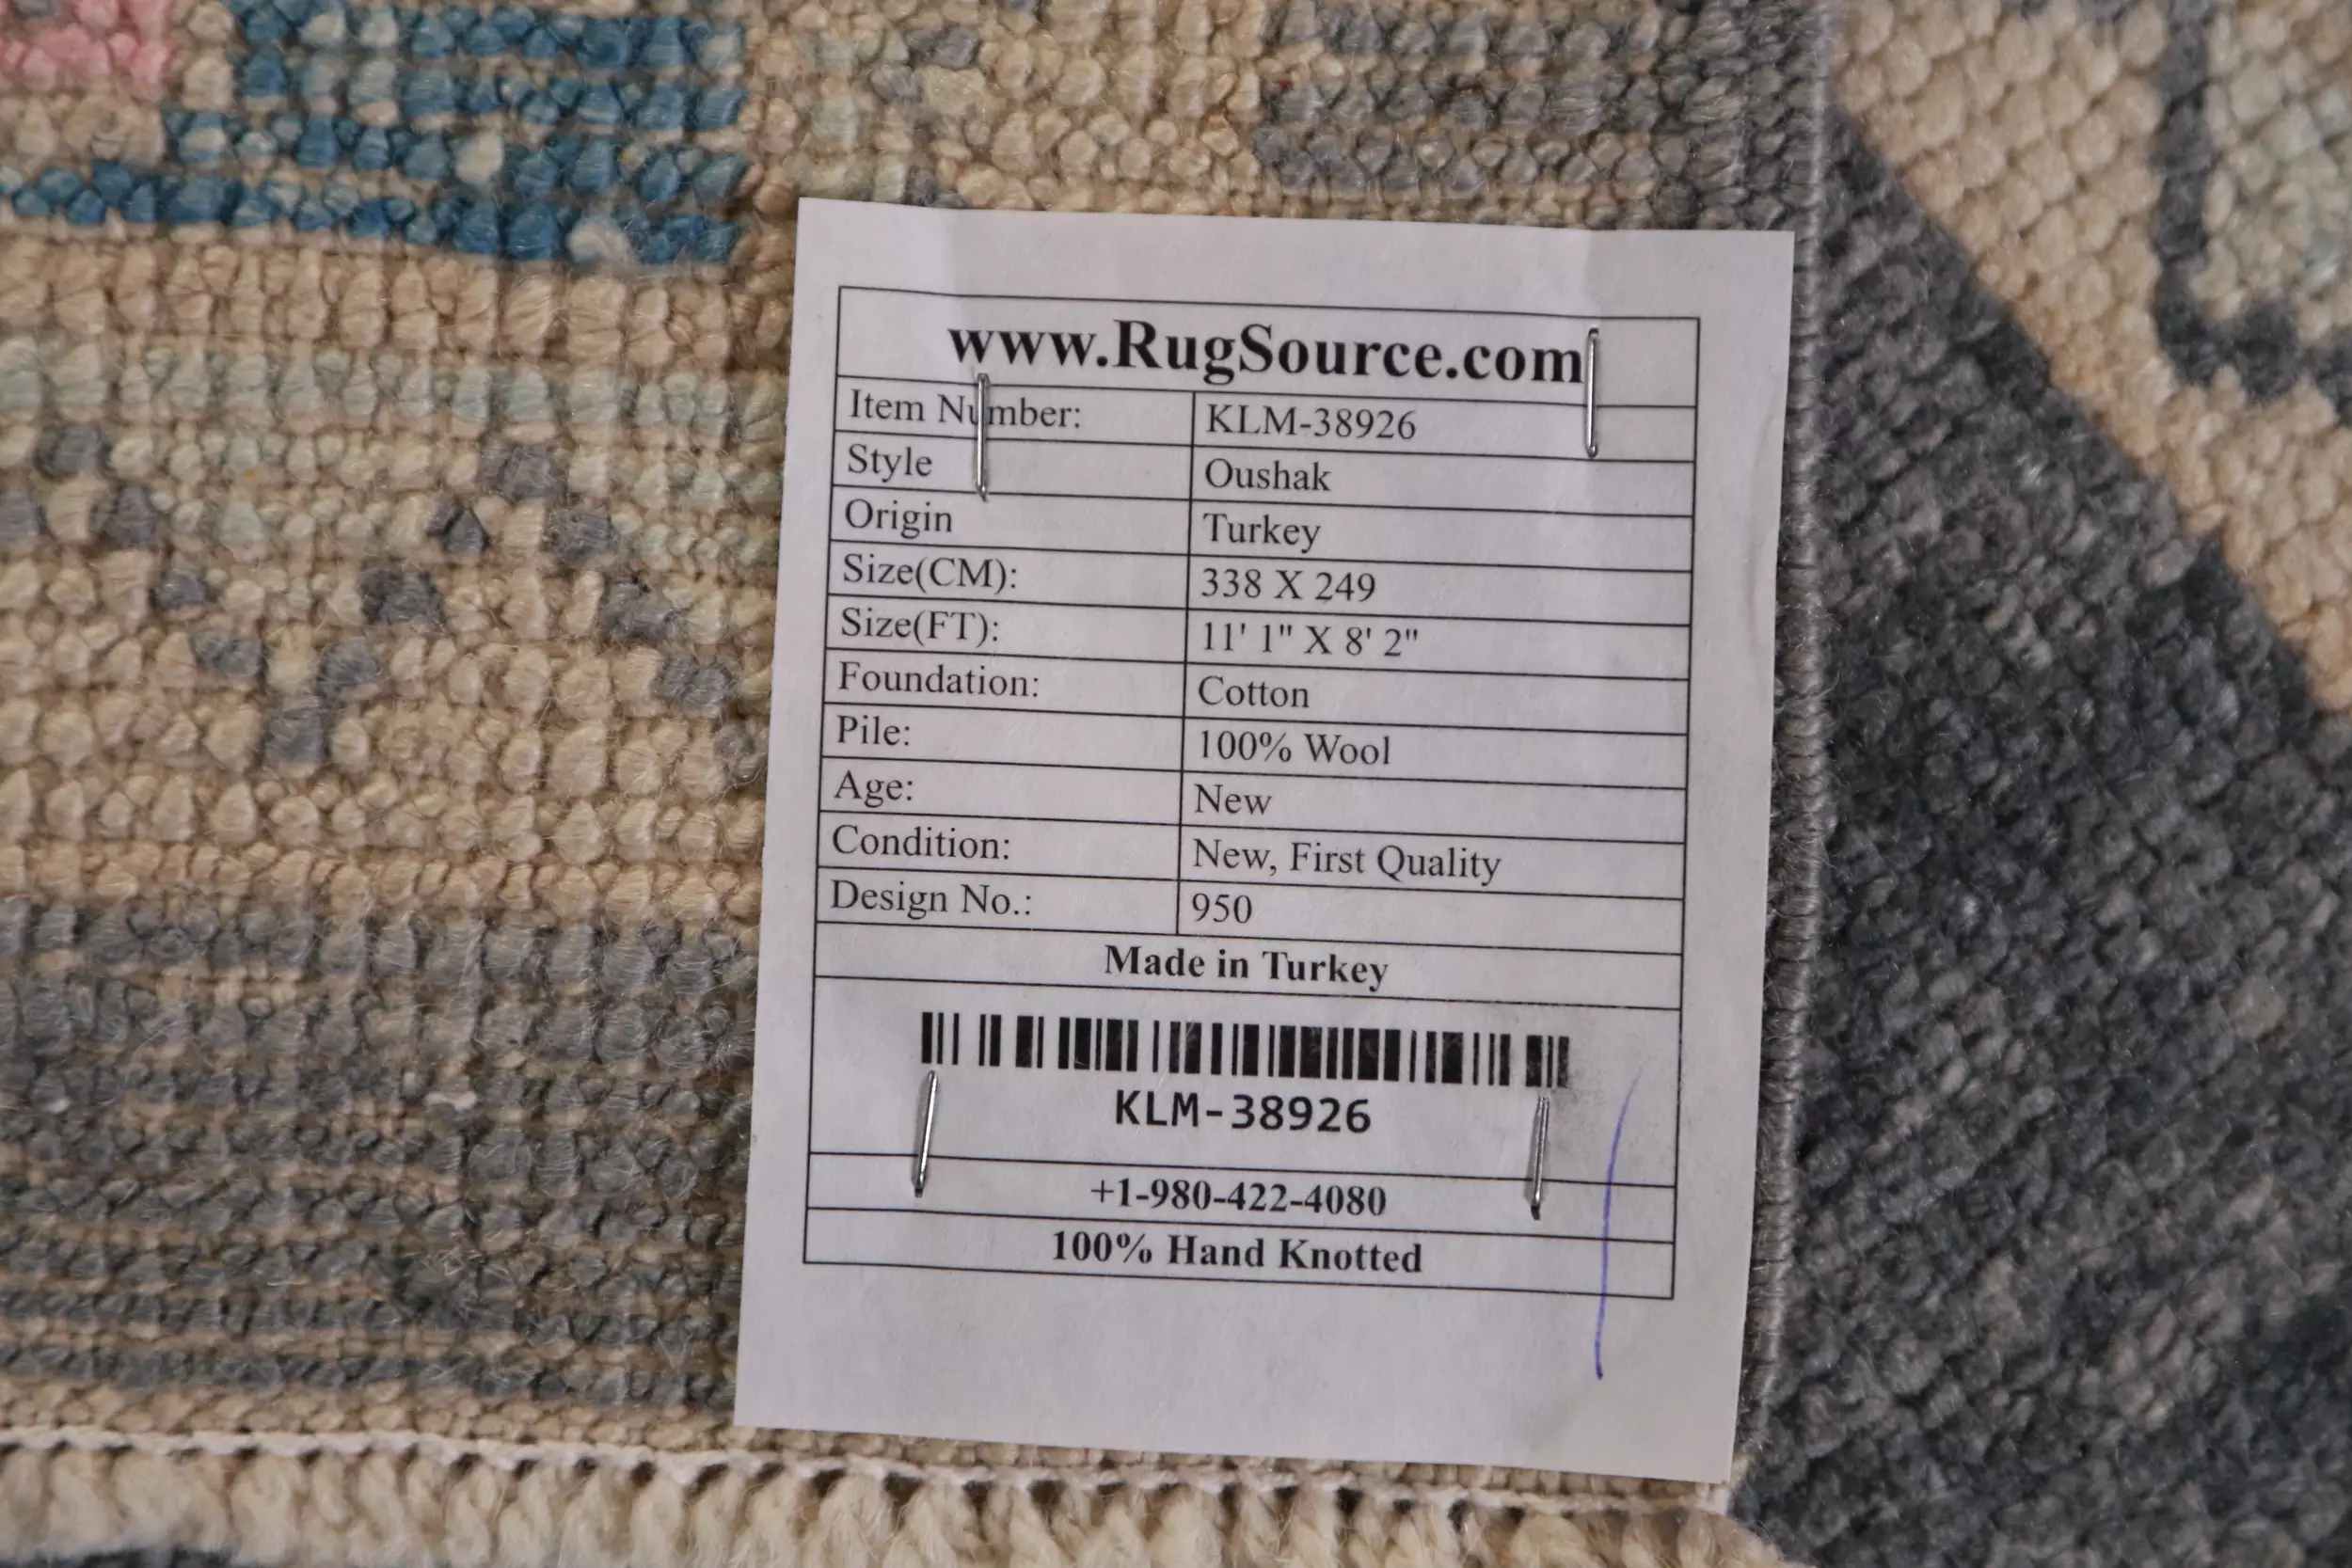 www.RugSource.com
Item Number: KLM-38926
Style Oushak
Origin Turkey
Size(CM): 338 X 249
Size(FT): 11' 1" X 8' 2"
Foundation: Cotton
Pile: 100% Wool
Age: New
Condition: New, First Quality
Design No.: 950
Made in Turkey
KLM-38926
+1-980-422-4080
100% Hand Knotted